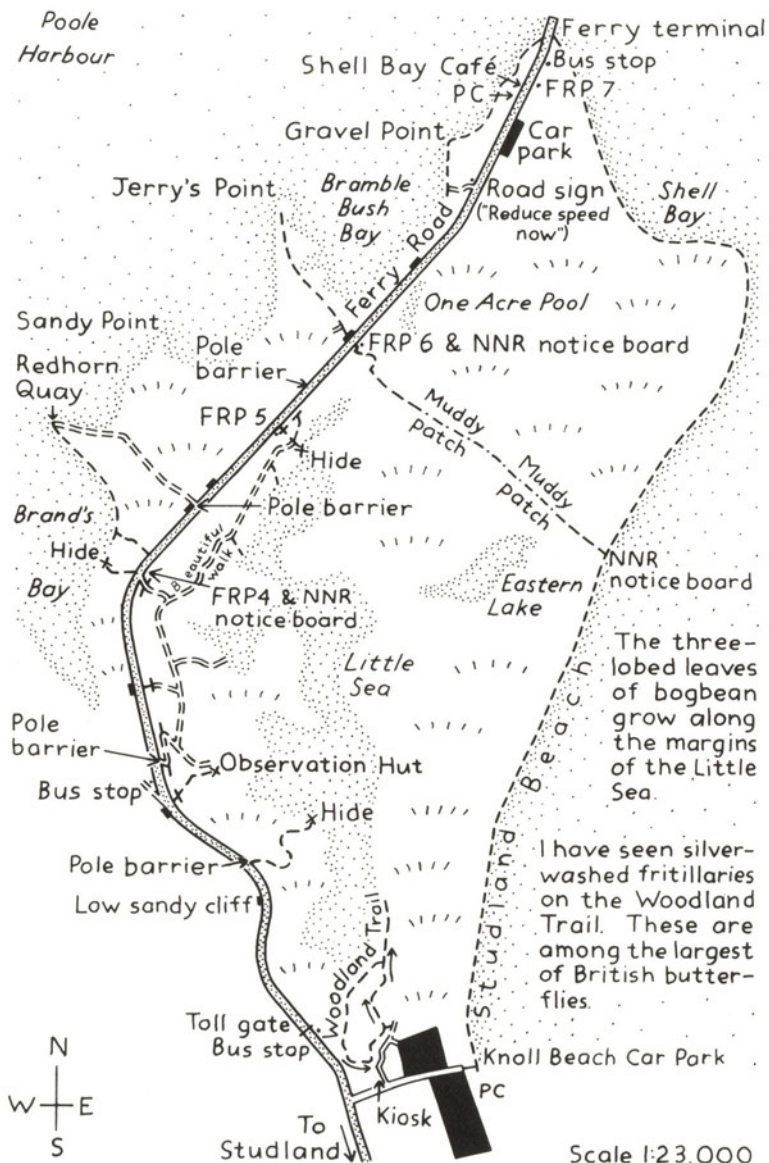 Poole
Harbour
Ferry terminal
Bus stop
Shell Bay Café
PC
FRP 7
Gravel Point
Car
park
Jerry's Point
Bramble
Bush
Bay
Road sign
("Reduce speed
now")
Shell
Bay
Ferry Road
One Acre Pool
Sandy Point
Pole
barrier
FRP 6 & NNR notice board
Redhorn
Quay
FRP 5
Muddy
patch
Muddy
patch
Hide
Pole barrier
Brand's
Bay
Hide
Beautiful
walk
FRP4 & NNR
notice board
Eastern
Lake
NNR
notice board
Little
Sea
The three-
lobed leaves
of bogbean
grow along
the margins
of the Little
Sea.
Pole
barrier
Observation Hut
Bus stop
Hide
Studland Beach
Pole barrier
Low sandy cliff
I have seen silver-
washed fritillaries
on the Woodland
Trail. These are
among the largest
of British butter-
flies.
Woodland Trail
Toll gate
Bus stop
Knoll Beach Car Park
PC
Kiosk
N
W E
S
To
Studland
Scale 1:23,000